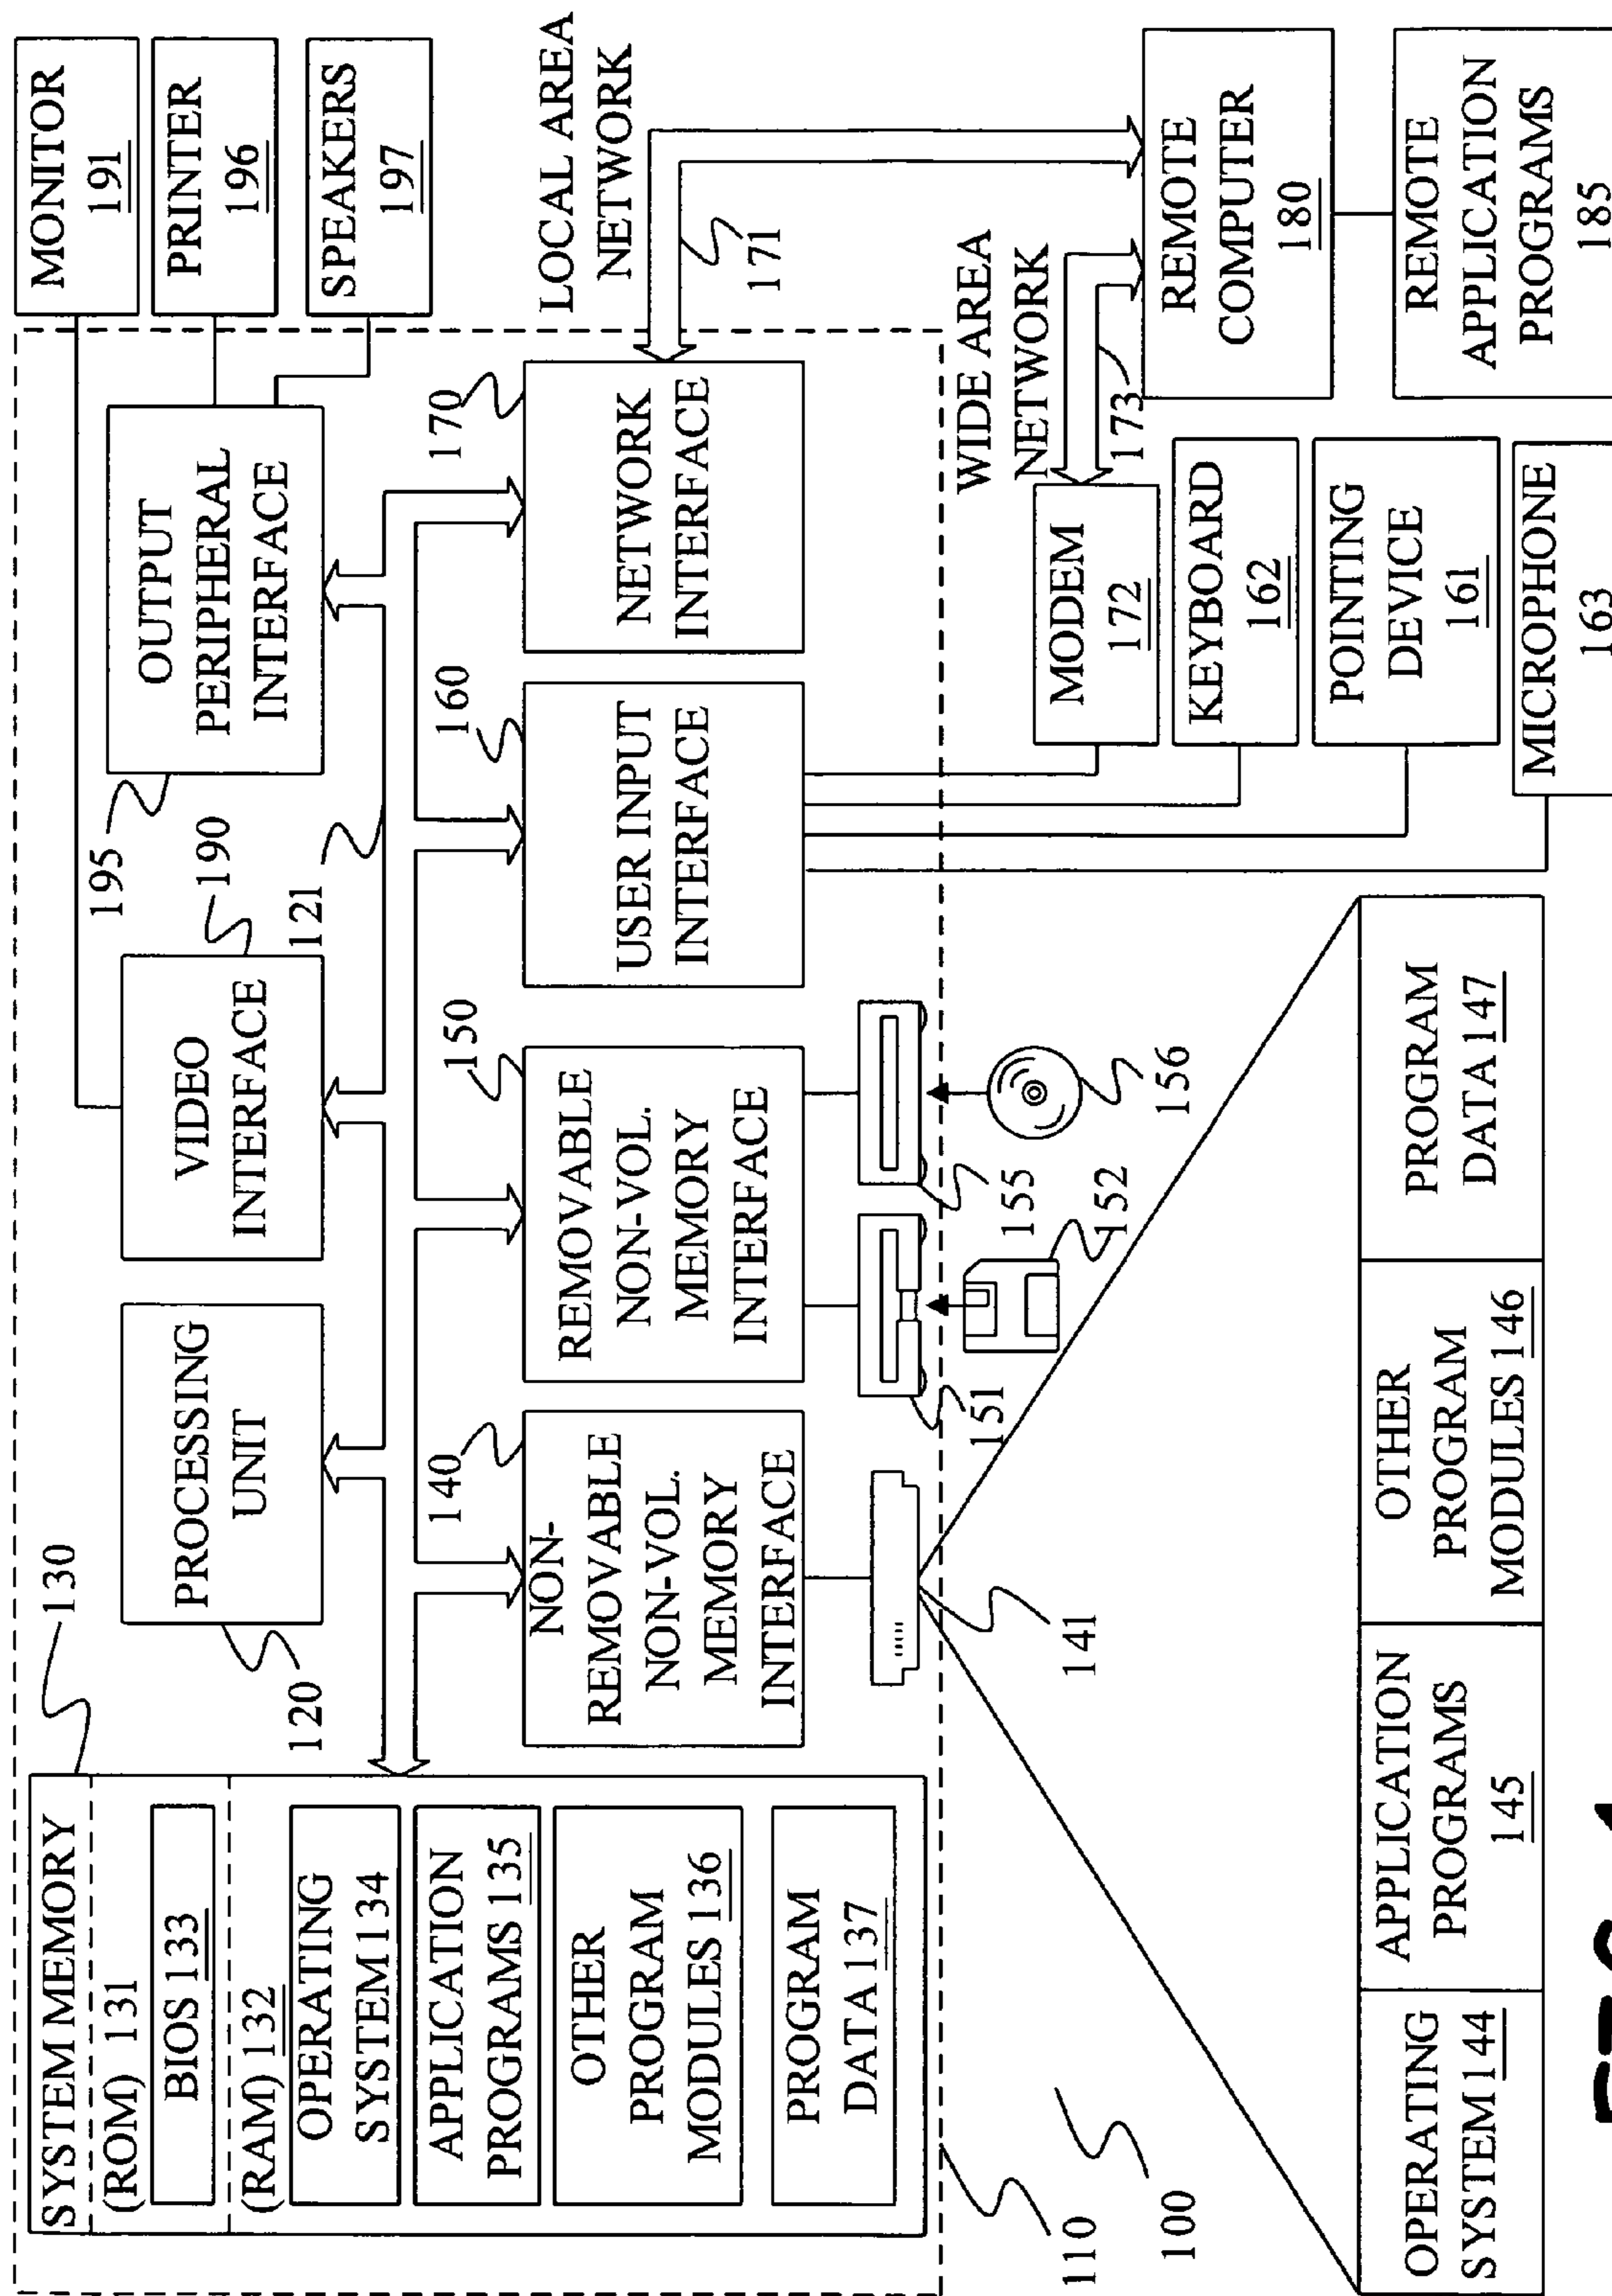 SYSTEM MEMORY
(ROM) 131
BIOS 133
(RAM) 132
OPERATING
SYSTEM 134
APPLICATION
PROGRAMS 135
OTHER
PROGRAM
MODULES 136
PROGRAM
DATA 137
130
PROCESSING
UNIT
120
VIDEO
INTERFACE
190
121
OUTPUT
PERIPHERAL
INTERFACE
195
MONITOR
191
PRINTER
196
SPEAKERS
197
140
NON-
REMOVABLE
NON-VOL.
MEMORY
INTERFACE
150
REMOVABLE
NON-VOL.
MEMORY
INTERFACE
160
USER INPUT
INTERFACE
170
NETWORK
INTERFACE
LOCAL AREA
NETWORK
171
141
151
152
155
156
WIDE AREA
NETWORK
173
MODEM
172
KEYBOARD
162
POINTING
DEVICE
161
MICROPHONE
163
REMOTE
COMPUTER
180
REMOTE
APPLICATION
PROGRAMS
185
110
100
OPERATING
SYSTEM 144
APPLICATION
PROGRAMS
145
OTHER
PROGRAM
MODULES 146
PROGRAM
DATA 147